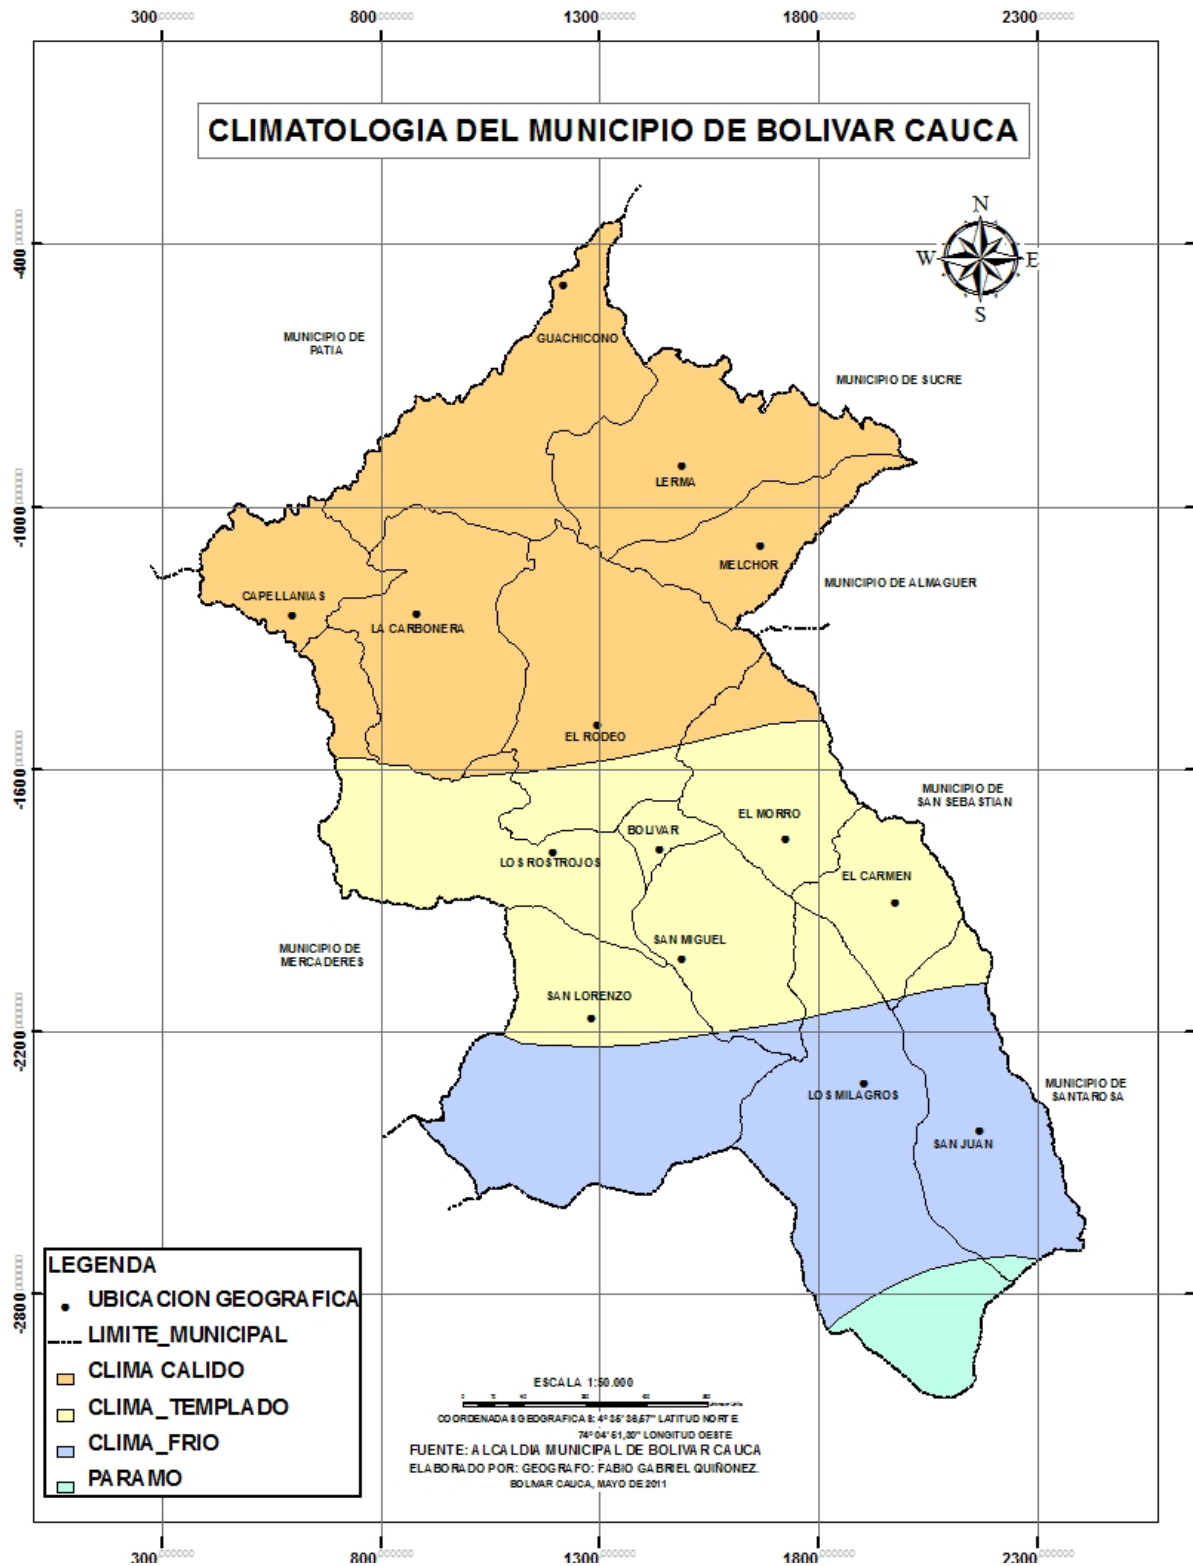 300 800 1300 1800 2300
CLIMATOLOGIA DEL MUNICIPIO DE BOLIVAR CAUCA
N
W E
S
-400
-1000
-1600
-2200
-2800
MUNICIPIO DE
PATIA
GUACHICONO
MUNICIPIO DE SUCRE
LERMA
MELCHOR
MUNICIPIO DE ALMAGUER
CAPELLANIAS
LA CARBONERA
EL RODEO
MUNICIPIO DE
SAN SEBASTIAN
EL MORRO
BOLIVAR
LOS ROSTROJOS
EL CARMEN
MUNICIPIO DE
MERCADERES
SAN MIGUEL
SAN LORENZO
LOS MILAGROS
MUNICIPIO DE
SANTAROSA
SAN JUAN
LEGENDA
UBICACION GEOGRAFICA
LIMITE_MUNICIPAL
CLIMA CALIDO
CLIMA_TEMPLADO
CLIMA_FRIO
PARAMO
ESCALA 1:50.000
COORDENADAS GEOGRAFICAS: 4° 35' 36,57" LATITUD NORTE
74° 04' 51,30" LONGITUD OESTE
FUENTE: ALCALDIA MUNICIPAL DE BOLIVAR CAUCA
ELABORADO POR: GEOGRAFO: FABIO GABRIEL QUIÑONEZ.
BOLIVAR CAUCA, MAYO DE 2011
300 800 1300 1800 2300